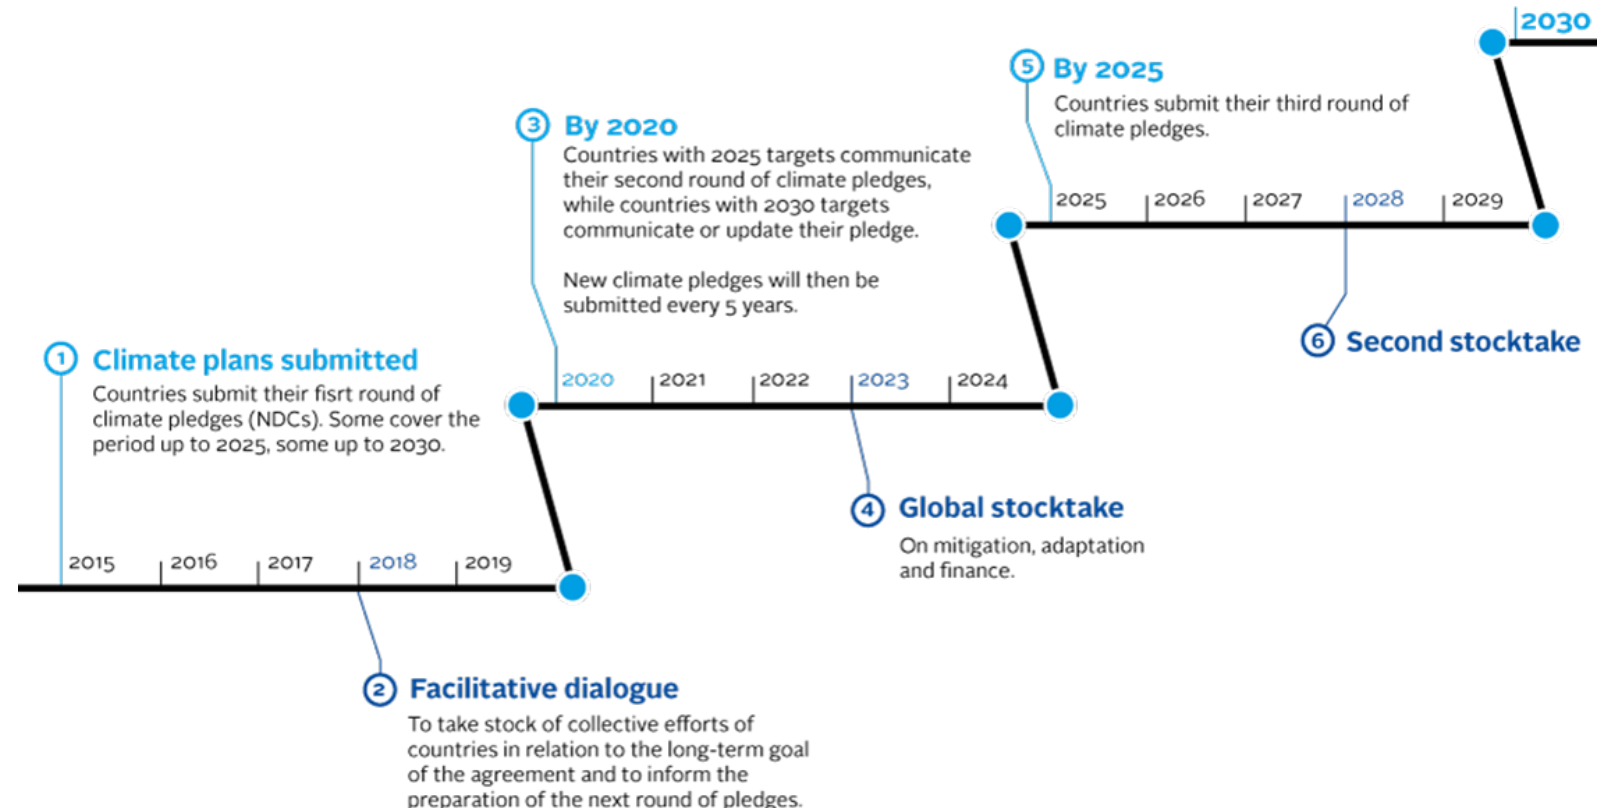 1 Climate plans submitted
Countries submit their fisrt round of
climate pledges (NDCs). Some cover the
period up to 2025, some up to 2030.
2015 2016 2017 2018 2019
2 Facilitative dialogue
To take stock of collective efforts of
countries in relation to the long-term goal
of the agreement and to inform the
preparation of the next round of pledges.
3 By 2020
Countries with 2025 targets communicate
their second round of climate pledges,
while countries with 2030 targets
communicate or update their pledge.
New climate pledges will then be
submitted every 5 years.
2020 2021 2022 2023 2024
4 Global stocktake
On mitigation, adaptation
and finance.
5 By 2025
Countries submit their third round of
climate pledges.
2025 2026 2027 2028 2029
6 Second stocktake
2030